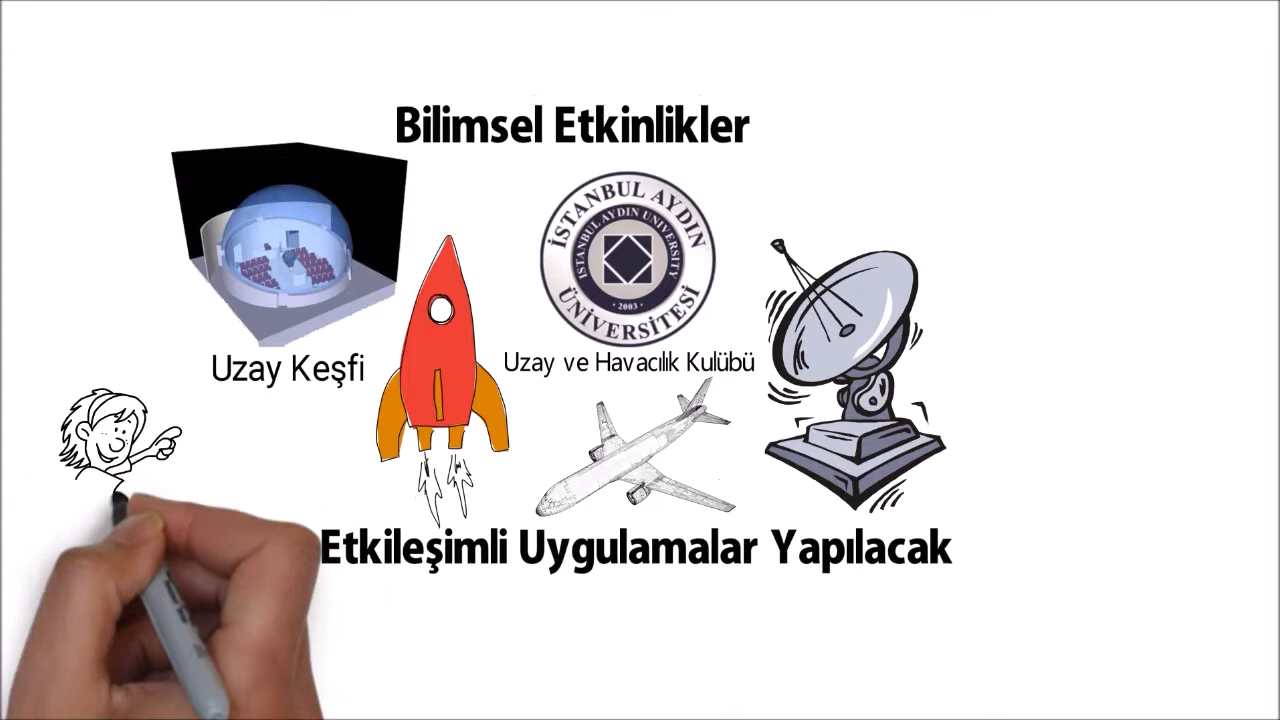 Bilimsel Etkinlikler
İSTANBUL AYDIN
İSTANBUL AYDIN UNIVERSITY
2003
ÜNİVERSİTESİ
Uzay Keşfi
Uzay ve Havacılık Kulübü
Etkileşimli Uygulamalar Yapılacak